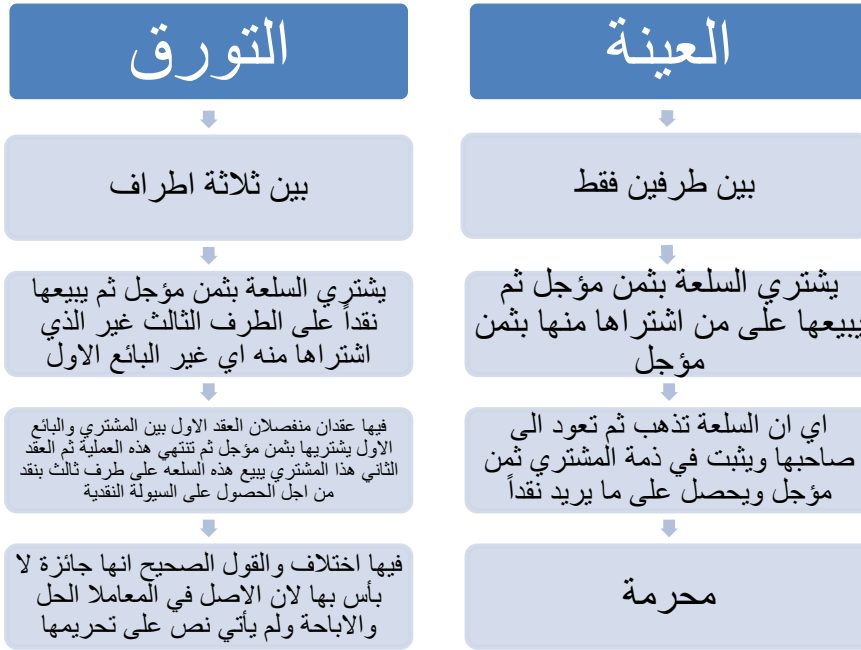 العينة
بين طرفين فقط
يشتري السلعة بثمن مؤجل ثم
يبيعها على من اشتراها منها بثمن
مؤجل
اي ان السلعة تذهب ثم تعود الى
صاحبها ويثبت في ذمة المشتري ثمن
مؤجل ويحصل على ما يريد نقداً
محرمة
التورق
بين ثلاثة اطراف
يشتري السلعة بثمن مؤجل ثم يبيعها
نقداً على الطرف الثالث غير الذي
اشتراها منه اي غير البائع الاول
فيها عقدان منفصلان العقد الاول بين المشتري والبائع
الاول يشتريها بثمن مؤجل ثم تنتهي هذه العملية ثم العقد
الثاني هذا المشتري يبيع هذه السلعه على طرف ثالث بنقد
من اجل الحصول على السيولة النقدية
فيها اختلاف والقول الصحيح انها جائزة لا
بأس بها لان الاصل في المعاملا الحل
والاباحة ولم يأتي نص على تحريمها